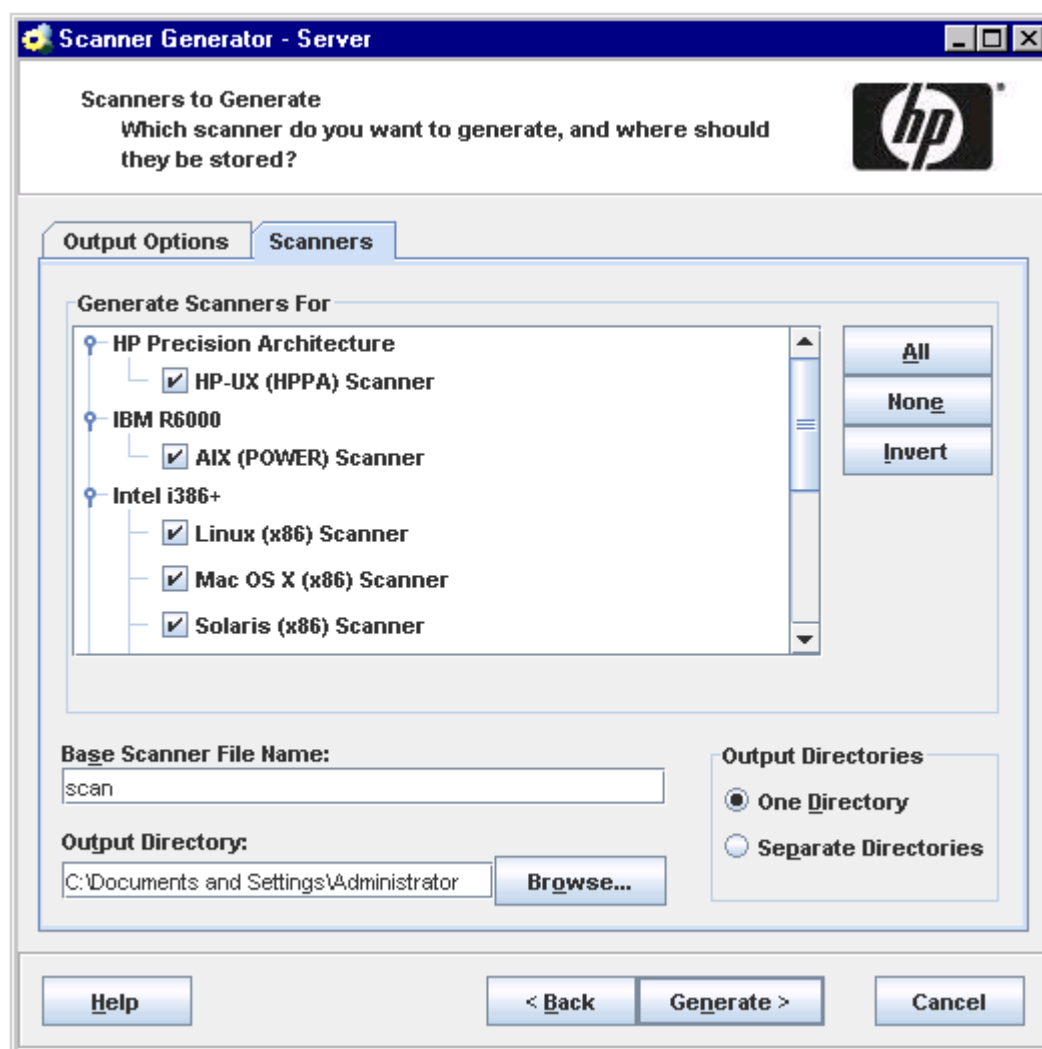 Scanner Generator - Server
Scanners to Generate
Which scanner do you want to generate, and where should
they be stored?
hp
Output Options
Scanners
Generate Scanners For
HP Precision Architecture
HP-UX (HPPA) Scanner
IBM R6000
AIX (POWER) Scanner
Intel i386+
Linux (x86) Scanner
Mac OS X (x86) Scanner
Solaris (x86) Scanner
All
None
Invert
Base Scanner File Name:
scan
Output Directory:
C:\Documents and Settings\Administrator
Browse...
Output Directories
One Directory
Separate Directories
Help
< Back
Generate >
Cancel